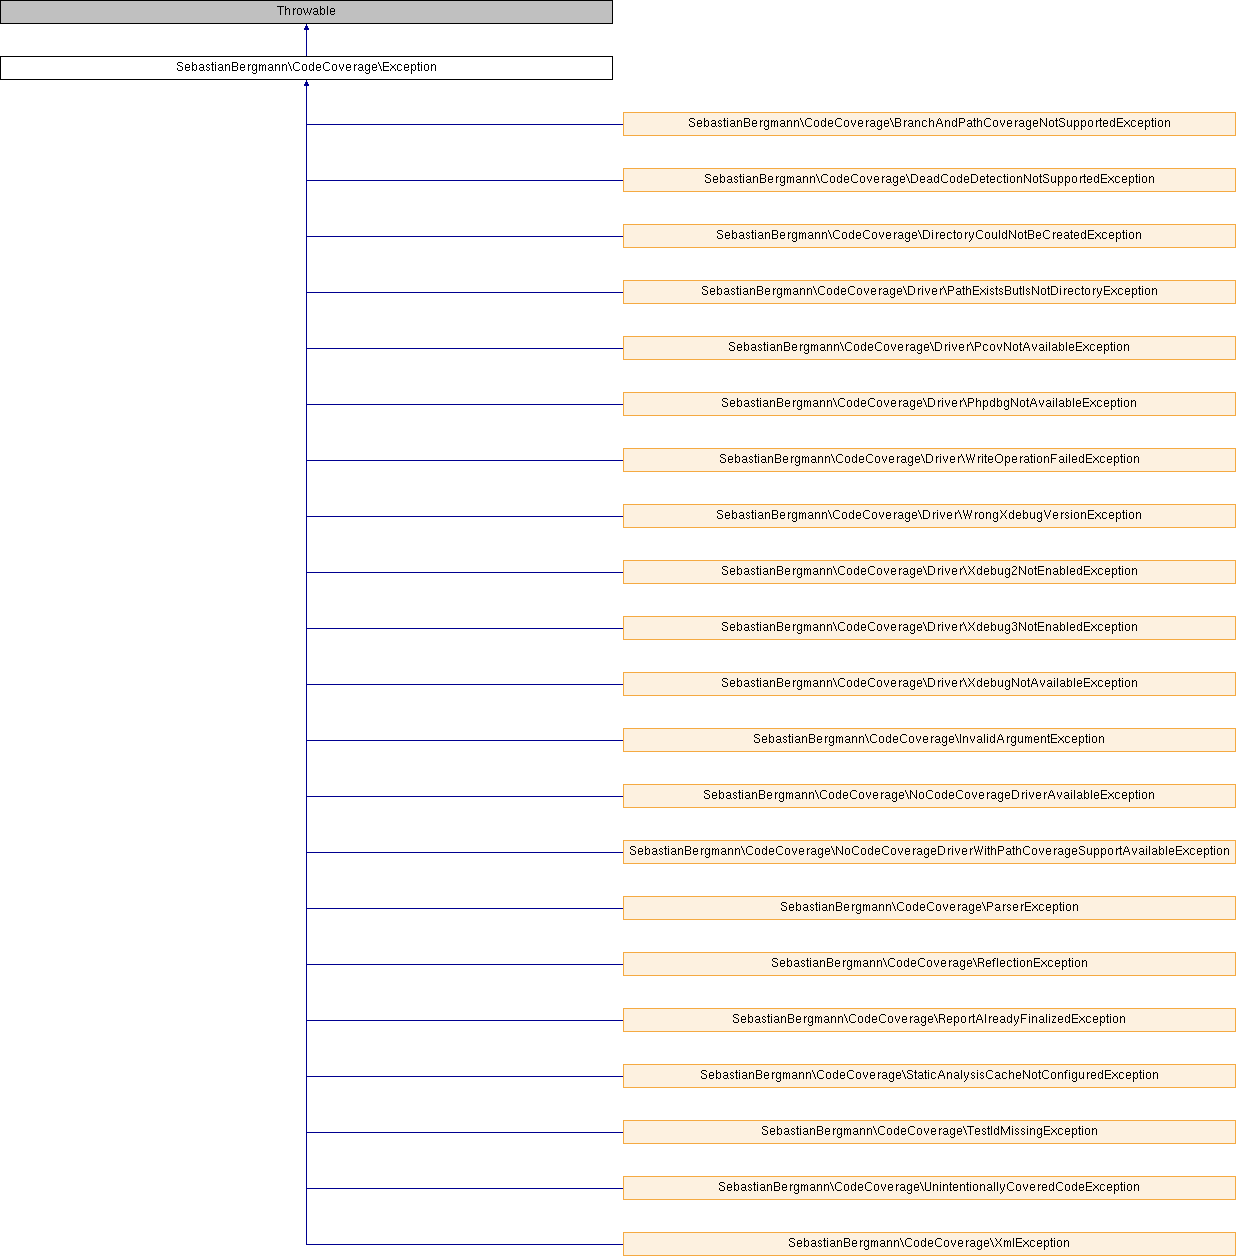 Throwable
SebastianBergmann\CodeCoverage\Exception
SebastianBergmann\CodeCoverage\BranchAndPathCoverageNotSupportedException
SebastianBergmann\CodeCoverage\DeadCodeDetectionNotSupportedException
SebastianBergmann\CodeCoverage\DirectoryCouldNotBeCreatedException
SebastianBergmann\CodeCoverage\Driver\PathExistsButIsNotDirectoryException
SebastianBergmann\CodeCoverage\Driver\PcovNotAvailableException
SebastianBergmann\CodeCoverage\Driver\PhpdbgNotAvailableException
SebastianBergmann\CodeCoverage\Driver\WriteOperationFailedException
SebastianBergmann\CodeCoverage\Driver\WrongXdebugVersionException
SebastianBergmann\CodeCoverage\Driver\Xdebug2NotEnabledException
SebastianBergmann\CodeCoverage\Driver\Xdebug3NotEnabledException
SebastianBergmann\CodeCoverage\Driver\XdebugNotAvailableException
SebastianBergmann\CodeCoverage\InvalidArgumentException
SebastianBergmann\CodeCoverage\NoCodeCoverageDriverAvailableException
SebastianBergmann\CodeCoverage\NoCodeCoverageDriverWithPathCoverageSupportAvailableException
SebastianBergmann\CodeCoverage\ParserException
SebastianBergmann\CodeCoverage\ReflectionException
SebastianBergmann\CodeCoverage\ReportAlreadyFinalizedException
SebastianBergmann\CodeCoverage\StaticAnalysisCacheNotConfiguredException
SebastianBergmann\CodeCoverage\TestIdMissingException
SebastianBergmann\CodeCoverage\UnintentionallyCoveredCodeException
SebastianBergmann\CodeCoverage\XmlException